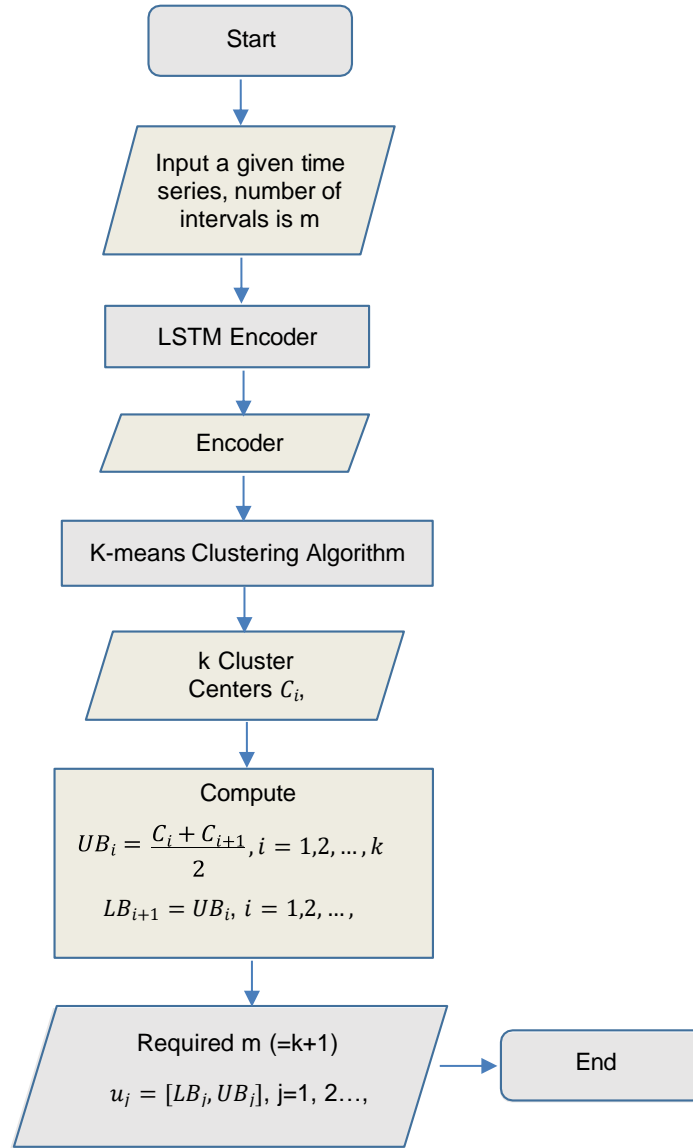 Start
Input a given time
series, number of
intervals is m
LSTM Encoder
Encoder
K-means Clustering Algorithm
k Cluster
Centers C_i,
Compute
UB_i = \frac{C_i + C_{i+1}}{2}, i = 1,2, … , k
LB_{i+1} = UB_i, i = 1,2, … ,
Required m (=k+1)
u_j = [LB_j, UB_j], j=1, 2…,
End